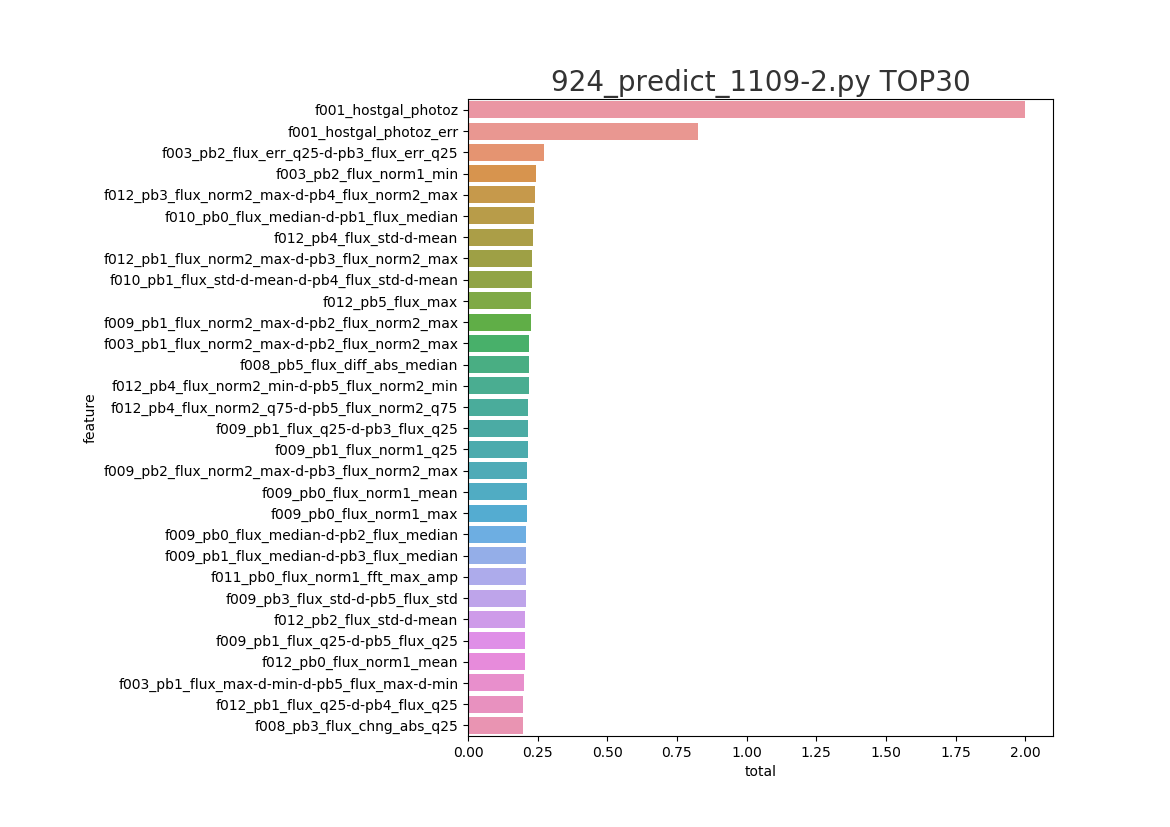 924_predict_1109-2.py TOP30
feature
f001_hostgal_photoz
f001_hostgal_photoz_err
f003_pb2_flux_err_q25-d-pb3_flux_err_q25
f003_pb2_flux_norm1_min
f012_pb3_flux_norm2_max-d-pb4_flux_norm2_max
f010_pb0_flux_median-d-pb1_flux_median
f012_pb4_flux_std-d-mean
f012_pb1_flux_norm2_max-d-pb3_flux_norm2_max
f010_pb1_flux_std-d-mean-d-pb4_flux_std-d-mean
f012_pb5_flux_max
f009_pb1_flux_norm2_max-d-pb2_flux_norm2_max
f003_pb1_flux_norm2_max-d-pb2_flux_norm2_max
f008_pb5_flux_diff_abs_median
f012_pb4_flux_norm2_min-d-pb5_flux_norm2_min
f012_pb4_flux_norm2_q75-d-pb5_flux_norm2_q75
f009_pb1_flux_q25-d-pb3_flux_q25
f009_pb1_flux_norm1_q25
f009_pb2_flux_norm2_max-d-pb3_flux_norm2_max
f009_pb0_flux_norm1_mean
f009_pb0_flux_norm1_max
f009_pb0_flux_median-d-pb2_flux_median
f009_pb1_flux_median-d-pb3_flux_median
f011_pb0_flux_norm1_fft_max_amp
f009_pb3_flux_std-d-pb5_flux_std
f012_pb2_flux_std-d-mean
f009_pb1_flux_q25-d-pb5_flux_q25
f012_pb0_flux_norm1_mean
f003_pb1_flux_max-d-min-d-pb5_flux_max-d-min
f012_pb1_flux_q25-d-pb4_flux_q25
f008_pb3_flux_chng_abs_q25
0.00 0.25 0.50 0.75 1.00 1.25 1.50 1.75 2.00
total